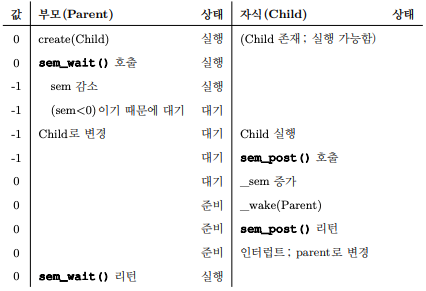 값 부모(Parent) 상태 자식(Child) 상태
0 create(Child) 실행 (Child 존재; 실행 가능함)
0 sem_wait() 호출 실행
-1 sem 감소 실행
-1 (sem<0)이기 때문에 대기 대기
-1 Child로 변경 대기 Child 실행
-1 대기 sem_post() 호출
0 대기 _sem 증가
0 준비 _wake(Parent)
0 준비 sem_post() 리턴
0 준비 인터럽트; parent로 변경
0 sem_wait() 리턴 실행